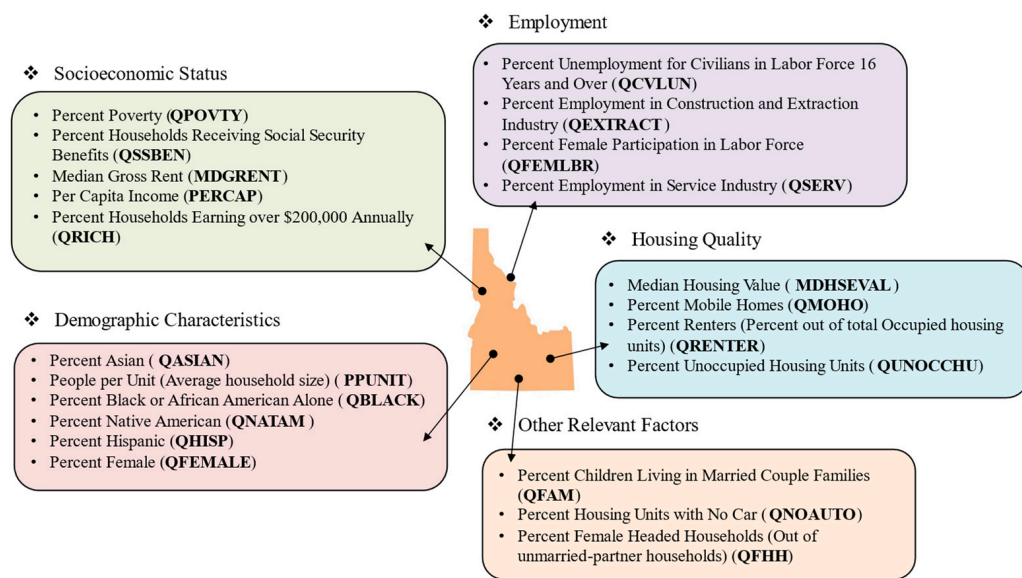 ❖ Socioeconomic Status
• Percent Poverty (QPOVTY)
• Percent Households Receiving Social Security
Benefits (QSSBEN)
• Median Gross Rent (MDGRENT)
• Per Capita Income (PERCAP)
• Percent Households Earning over $200,000 Annually
(QRICH)
❖ Employment
• Percent Unemployment for Civilians in Labor Force 16
Years and Over (QCVLUN)
• Percent Employment in Construction and Extraction
Industry (QEXTRACT)
• Percent Female Participation in Labor Force
(QFEMLBR)
• Percent Employment in Service Industry (QSERV)
❖ Demographic Characteristics
• Percent Asian ( QASIAN)
• People per Unit (Average household size) ( PPUNIT)
• Percent Black or African American Alone ( QBLACK)
• Percent Native American (QNATAM )
• Percent Hispanic (QHISP)
• Percent Female (QFEMALE)
❖ Housing Quality
• Median Housing Value ( MDHSEVAL )
• Percent Mobile Homes ( QMOHO)
• Percent Renters (Percent out of total Occupied housing
units) (QRENTER)
• Percent Unoccupied Housing Units ( QUNOCCHU)
❖ Other Relevant Factors
• Percent Children Living in Married Couple Families
(QFAM)
• Percent Housing Units with No Car ( QNOAUTO)
• Percent Female Headed Households (Out of
unmarried-partner households) (QFHH)